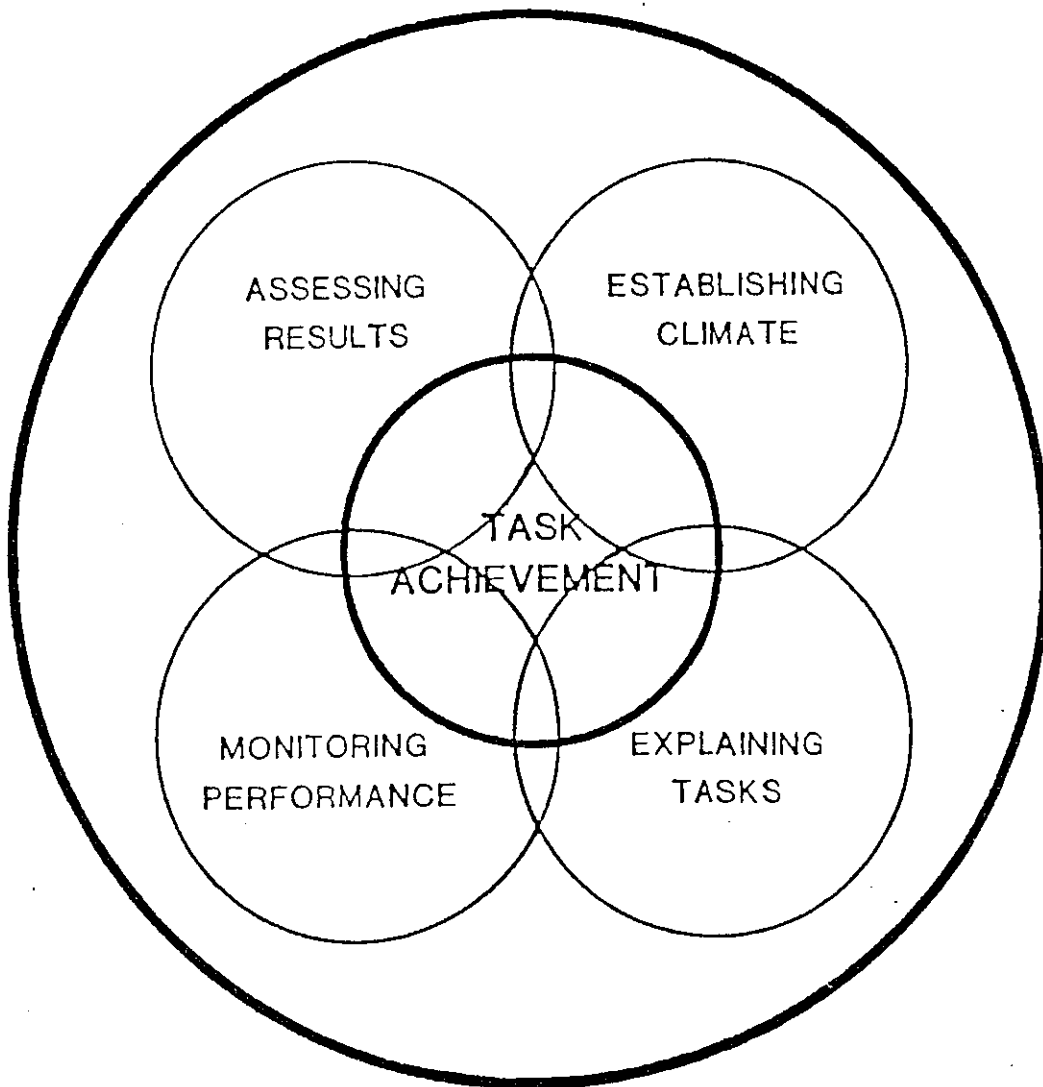 ASSESSING
RESULTS
ESTABLISHING
CLIMATE
TASK
ACHIEVEMENT
MONITORING
PERFORMANCE
EXPLAINING
TASKS